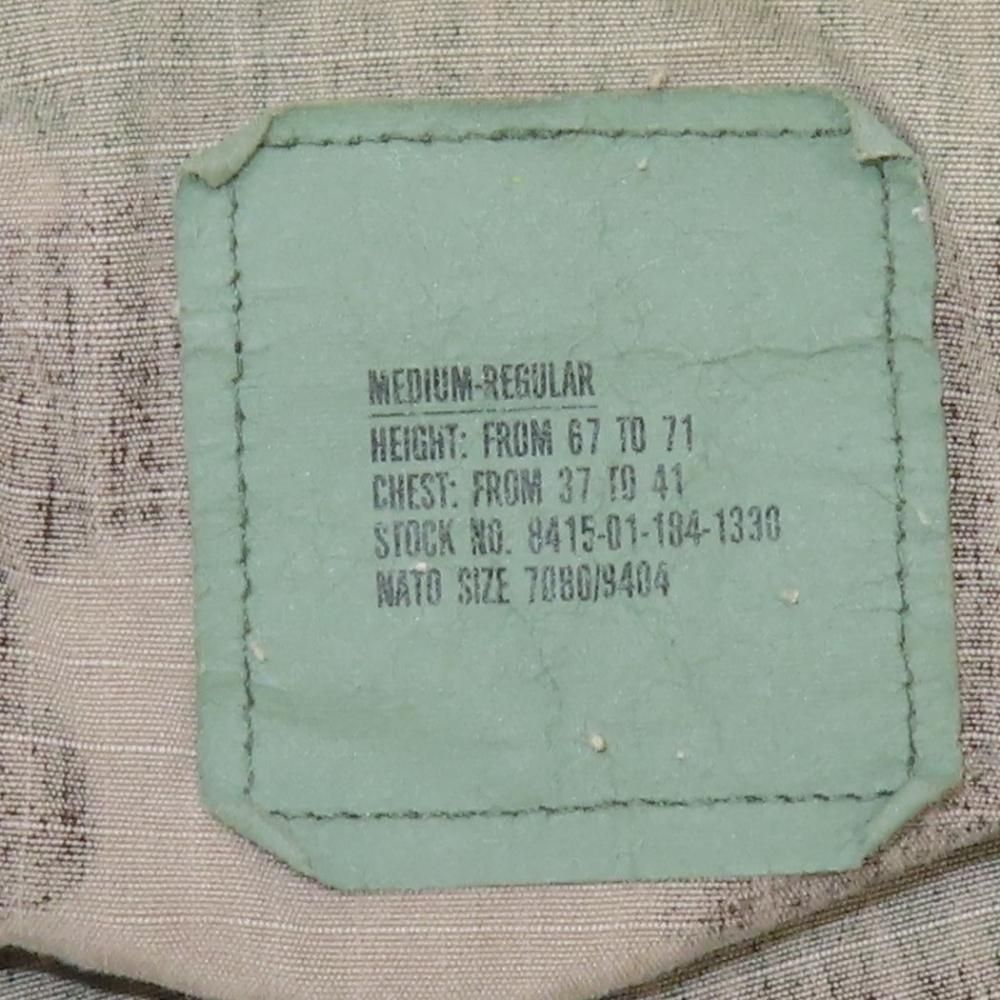 MEDIUM-REGULAR
HEIGHT: FROM 67 TO 71
CHEST: FROM 37 TO 41
STOCK NO. 8415-01-184-1330
NATO SIZE 7080/9404